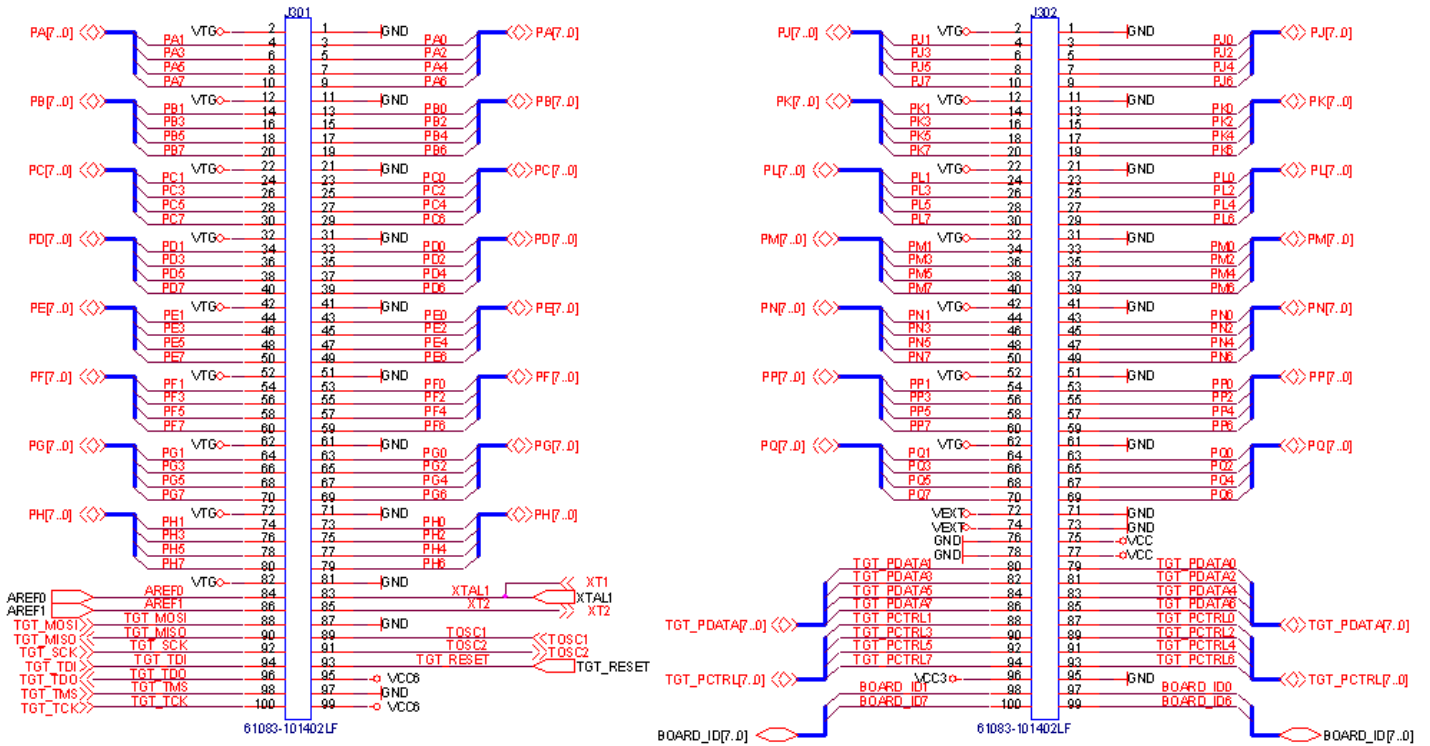 J301 J302
PA[7..0] VTG 2 1 GND PA[7..0] PJ[7..0] VTG 2 1 GND PJ[7..0]
PA1 4 3 PA0 PJ1 4 3 PJ0
PA3 6 5 PA2 PJ3 6 5 PJ2
PA5 8 7 PA4 PJ5 8 7 PJ4
PA7 10 9 PA6 PJ7 10 9 PJ6
PB[7..0] VTG 12 11 GND PB[7..0] PK[7..0] VTG 12 11 GND PK[7..0]
PB1 14 13 PB0 PK1 14 13 PK0
PB3 16 15 PB2 PK3 16 15 PK2
PB5 18 17 PB4 PK5 18 17 PK4
PB7 20 19 PB6 PK7 20 19 PK6
PC[7..0] VTG 22 21 GND PC[7..0] PL[7..0] VTG 22 21 GND PL[7..0]
PC1 24 23 PC0 PL1 24 23 PL0
PC3 26 25 PC2 PL3 26 25 PL2
PC5 28 27 PC4 PL5 28 27 PL4
PC7 30 29 PC6 PL7 30 29 PL6
PD[7..0] VTG 32 31 GND PD[7..0] PM[7..0] VTG 32 31 GND PM[7..0]
PD1 34 33 PD0 PM1 34 33 PM0
PD3 36 35 PD2 PM3 36 35 PM2
PD5 38 37 PD4 PM5 38 37 PM4
PD7 40 39 PD6 PM7 40 39 PM6
PE[7..0] VTG 42 41 GND PE[7..0] PN[7..0] VTG 42 41 GND PN[7..0]
PE1 44 43 PE0 PN1 44 43 PN0
PE3 46 45 PE2 PN3 46 45 PN2
PE5 48 47 PE4 PN5 48 47 PN4
PE7 50 49 PE6 PN7 50 49 PN6
PF[7..0] VTG 52 51 GND PF[7..0] PP[7..0] VTG 52 51 GND PP[7..0]
PF1 54 53 PF0 PP1 54 53 PP0
PF3 56 55 PF2 PP3 56 55 PP2
PF5 58 57 PF4 PP5 58 57 PP4
PF7 60 59 PF6 PP7 60 59 PP6
PG[7..0] VTG 62 61 GND PG[7..0] PQ[7..0] VTG 62 61 GND PQ[7..0]
PG1 64 63 PG0 PQ1 64 63 PQ0
PG3 66 65 PG2 PQ3 66 65 PQ2
PG5 68 67 PG4 PQ5 68 67 PQ4
PG7 70 69 PG6 PQ7 70 69 PQ6
PH[7..0] VTG 72 71 GND PH[7..0] VEXT 72 71 GND
PH1 74 73 PH0 VEXT 74 73 GND
PH3 76 75 PH2 GND 76 75 VCC
PH5 78 77 PH4 GND 78 77 VCC
PH7 80 79 PH6 TGT_PDATA1 80 79 TGT_PDATA0
VTG 82 81 GND XT1 TGT_PDATA3 82 81 TGT_PDATA2
AREF0 AREF0 84 83 XTAL1 XTAL1 TGT_PDATA5 84 83 TGT_PDATA4
AREF1 AREF1 86 85 XT2 XT2 TGT_PDATA7 86 85 TGT_PDATA6
TGT_MOSI TGT_MOSI 88 87 GND TGT_PDATA[7..0] TGT_PCTRL1 88 87 TGT_PCTRL0 TGT_PDATA[7..0]
TGT_MISO TGT_MISO 90 89 TOSC1 TOSC1 TGT_PCTRL3 90 89 TGT_PCTRL2
TGT_SCK TGT_SCK 92 91 TOSC2 TOSC2 TGT_PCTRL5 92 91 TGT_PCTRL4
TGT_TDI TGT_TDI 94 93 TGT_RESET TGT_RESET TGT_PCTRL7 94 93 TGT_PCTRL6
TGT_TDO TGT_TDO 96 95 VCC6 TGT_PCTRL[7..0] VCC3 96 95 GND TGT_PCTRL[7..0]
TGT_TMS TGT_TMS 98 97 GND BOARD_ID1 98 97 BOARD_ID0
TGT_TCK TGT_TCK 100 99 VCC6 BOARD_ID7 100 99 BOARD_ID6
61083-101402LF 61083-101402LF
BOARD_ID[7..0] BOARD_ID[7..0]